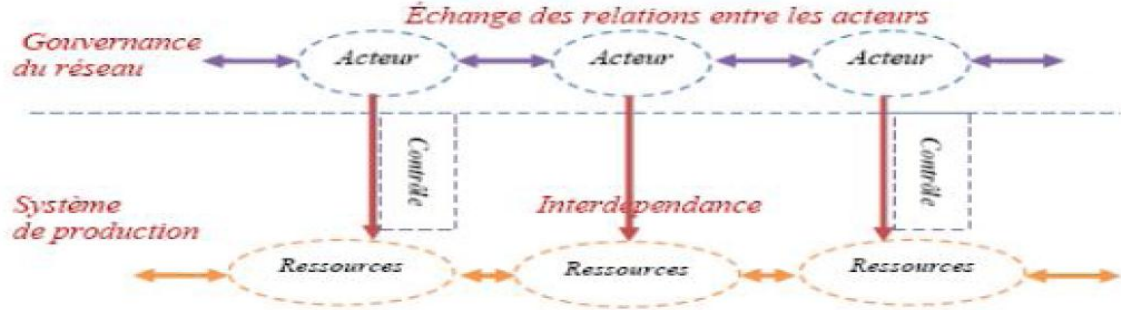 Échange des relations entre les acteurs
Gouvernance
du réseau
Acteur
Acteur
Acteur
Contrôle
Contrôle
Système
de production
Interdépendance
Ressources
Ressources
Ressources